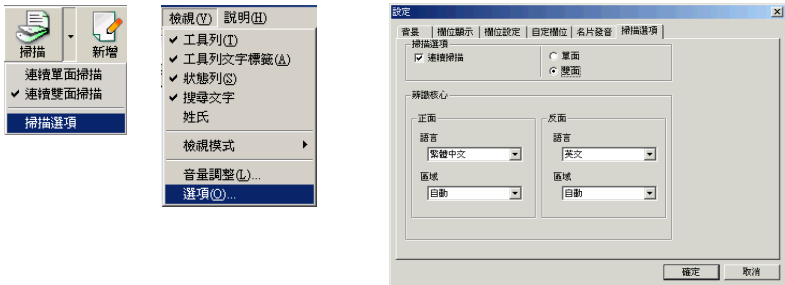 掃描
新增
連續單面掃描
連續雙面掃描
掃描選項
檢視(V) 說明(H)
工具列(T)
工具列文字標籤(A)
狀態列(S)
搜尋文字
姓氏
檢視模式
音量調整(L)...
選項(O)...
設定
背景 欄位顯示 欄位設定 自定欄位 名片發音 掃描選項
掃描選項
連續掃描
單面
雙面
辨識核心
正面
反面
語言
語言
繁體中文
英文
區域
區域
自動
自動
確定
取消